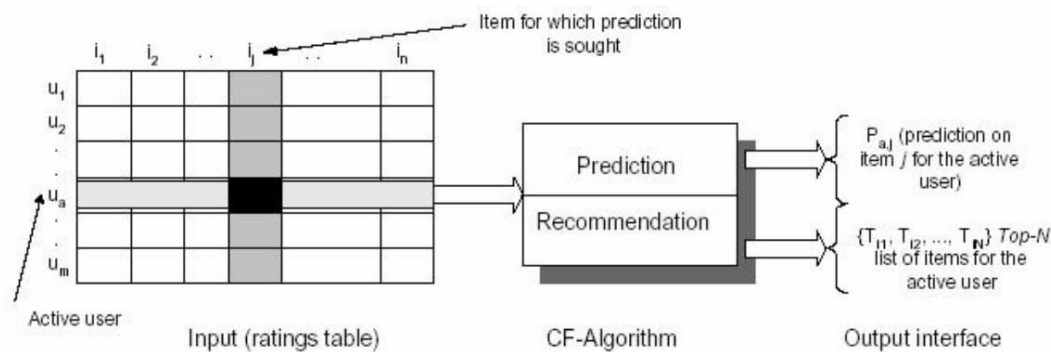 Item for which prediction
is sought
i1 i2 . . ij . . in
u1
u2
.
.
ua
.
.
um
Active user
Input (ratings table)
Prediction
Recommendation
CF-Algorithm
Pa,j (prediction on
item j for the active
user)
{Ti1, Ti2, ..., TiN} Top-N
list of items for the
active user
Output interface